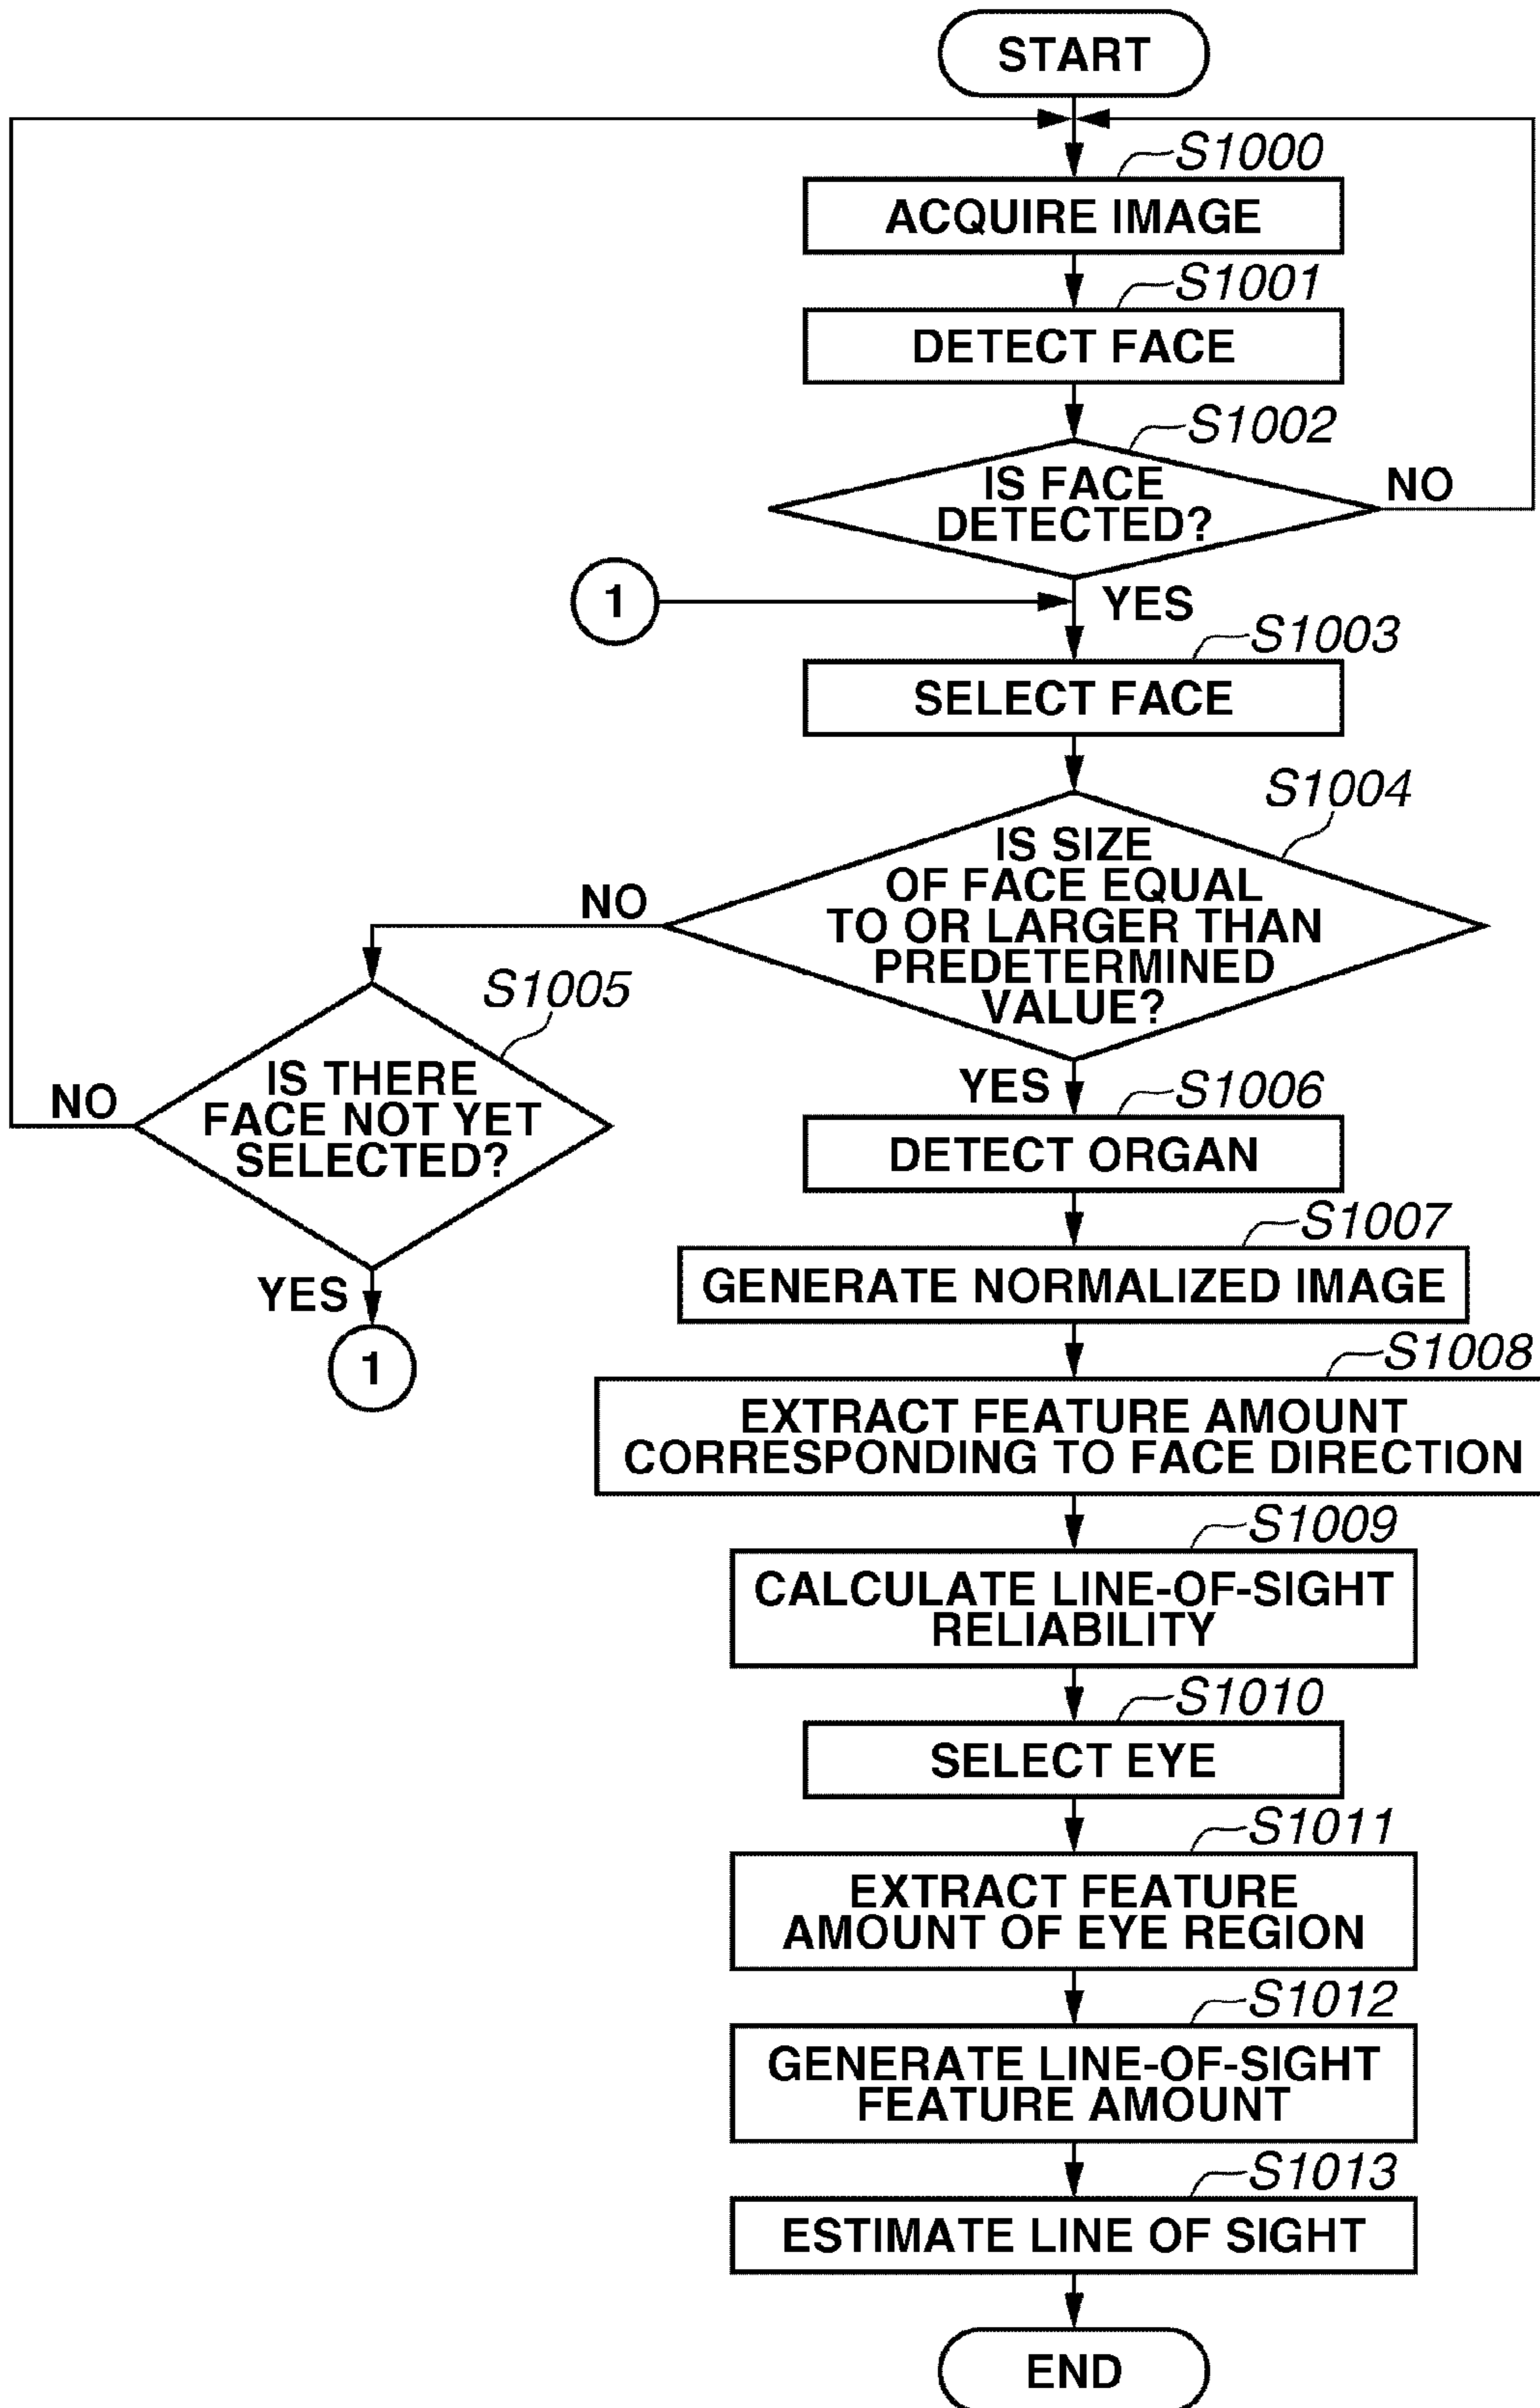 START
S1000
ACQUIRE IMAGE
S1001
DETECT FACE
S1002
IS FACE
DETECTED?
NO
1
YES
S1003
SELECT FACE
S1004
IS SIZE
OF FACE EQUAL
TO OR LARGER THAN
PREDETERMINED
VALUE?
NO
S1005
IS THERE
FACE NOT YET
SELECTED?
NO
YES
1
YES
S1006
DETECT ORGAN
S1007
GENERATE NORMALIZED IMAGE
S1008
EXTRACT FEATURE AMOUNT
CORRESPONDING TO FACE DIRECTION
S1009
CALCULATE LINE-OF-SIGHT
RELIABILITY
S1010
SELECT EYE
S1011
EXTRACT FEATURE
AMOUNT OF EYE REGION
S1012
GENERATE LINE-OF-SIGHT
FEATURE AMOUNT
S1013
ESTIMATE LINE OF SIGHT
END